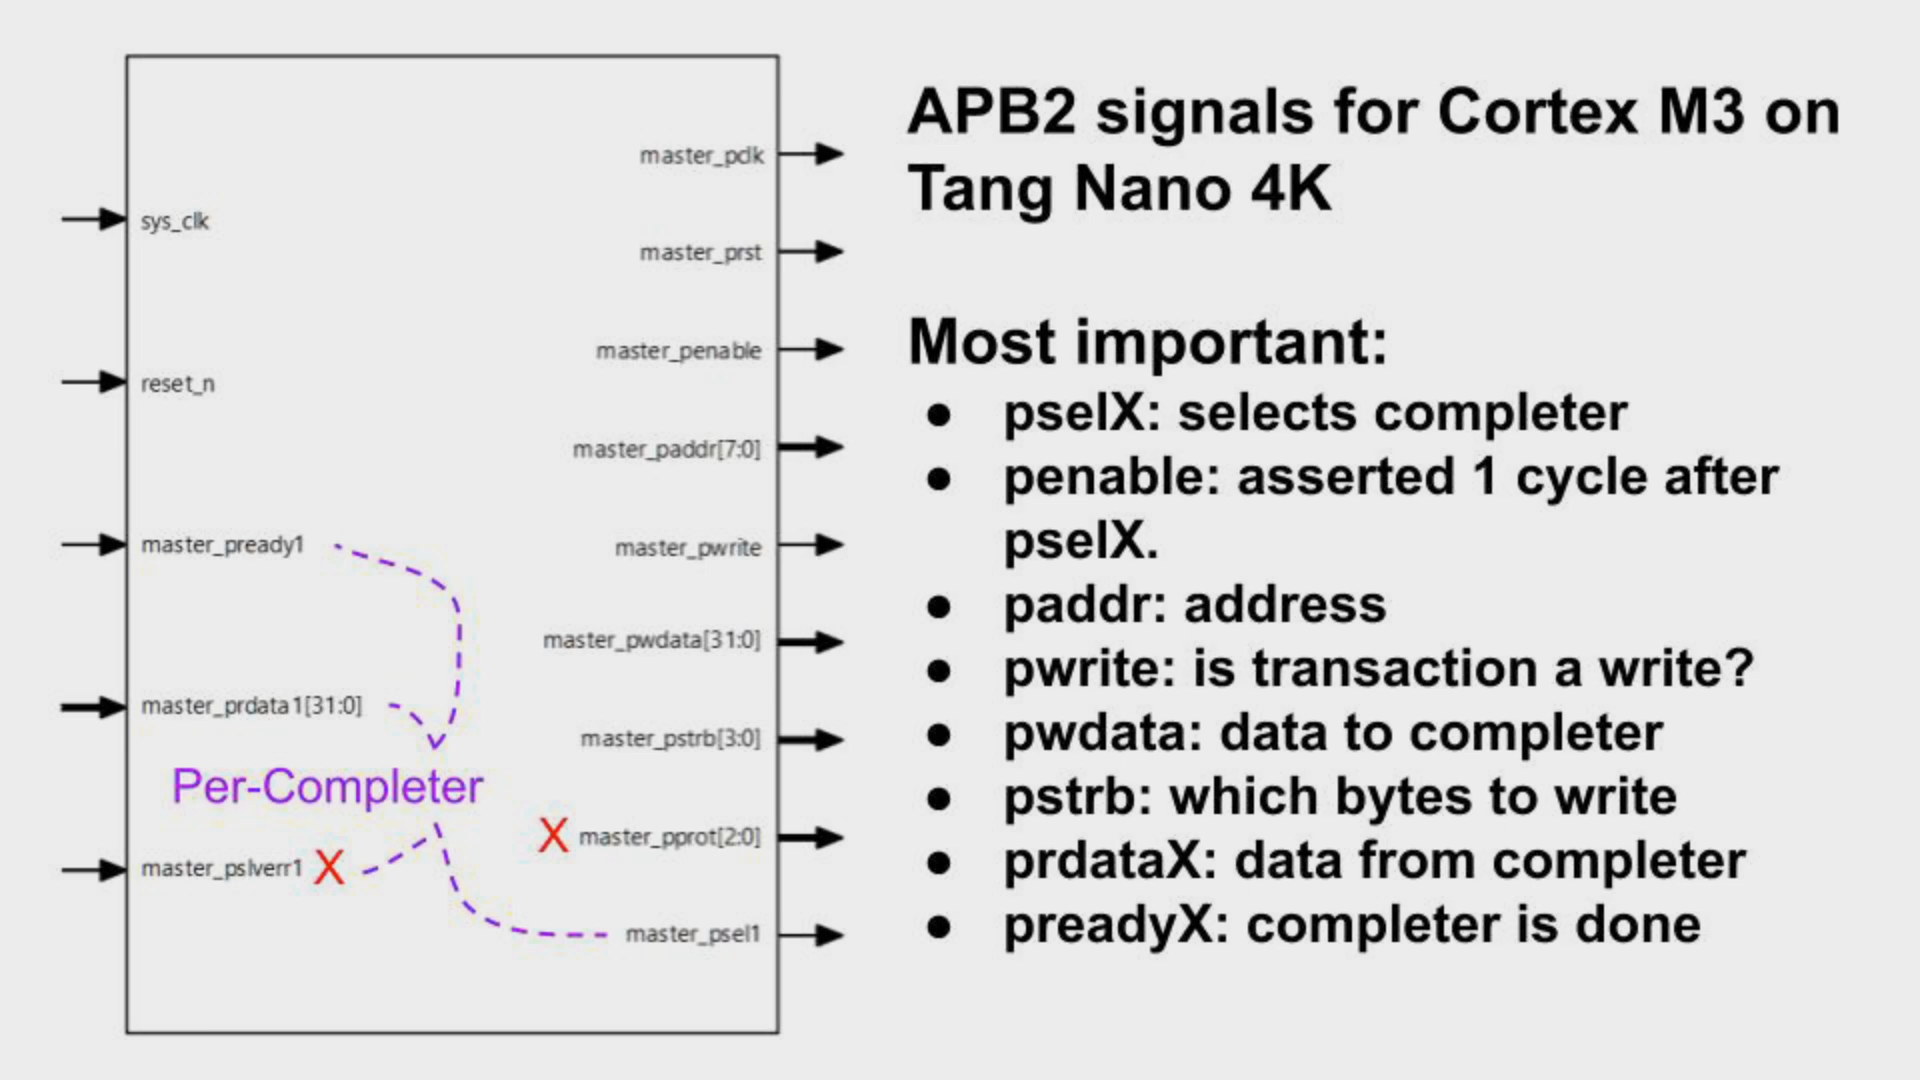 APB2 signals for Cortex M3 on
Tang Nano 4K
Most important:
● pselX: selects completer
● penable: asserted 1 cycle after
pselX.
● paddr: address
● pwrite: is transaction a write?
● pwdata: data to completer
● pstrb: which bytes to write
● prdataX: data from completer
● preadyX: completer is done
sys_clk
reset_n
master_pready1
master_prdata1[31:0]
Per-Completer
master_pslverr1 X
master_pclk
master_prst
master_penable
master_paddr[7:0]
master_pwrite
master_pwdata[31:0]
master_pstrb[3:0]
X master_pprot[2:0]
master_psel1